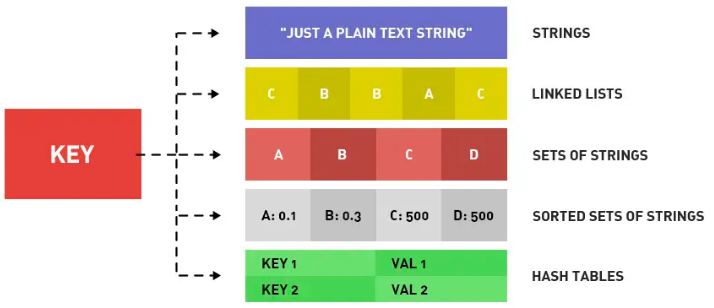 KEY
"JUST A PLAIN TEXT STRING" STRINGS
C B B A C LINKED LISTS
A B C D SETS OF STRINGS
A: 0.1 B: 0.3 C: 500 D: 500 SORTED SETS OF STRINGS
KEY 1 VAL 1
KEY 2 VAL 2
HASH TABLES